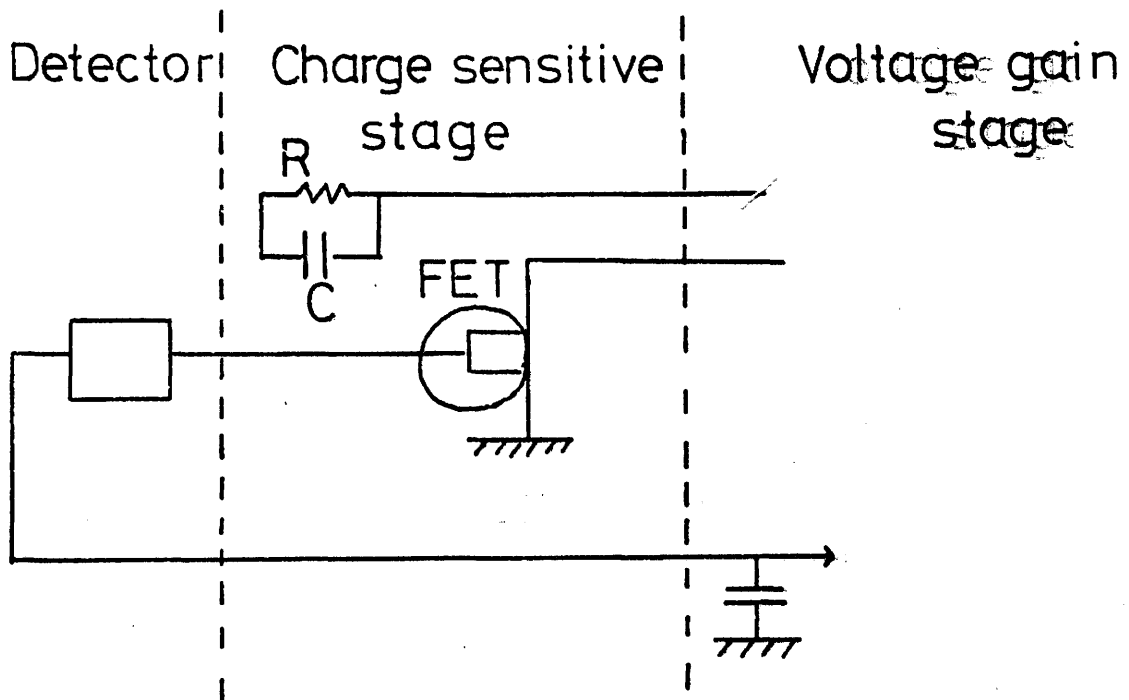 Detector
Charge sensitive
stage
Voltage gain
stage
R
C
FET